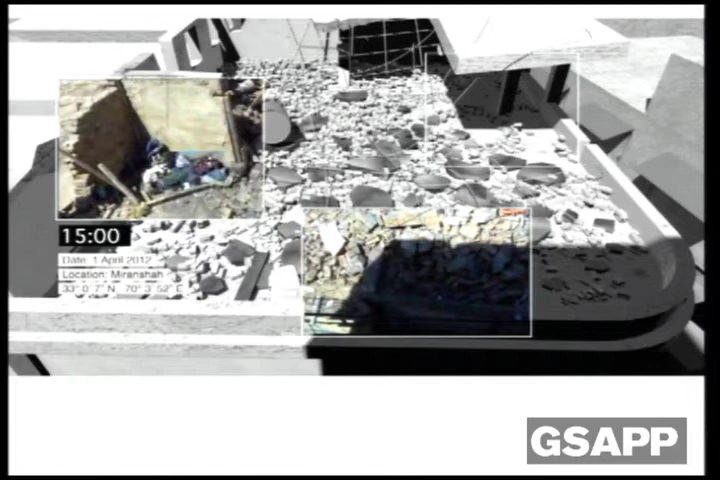 15:00
Date: 1 April 2012
Location: Miranshah
33° 0' 7" N 70° 3' 52" E
GSAPP